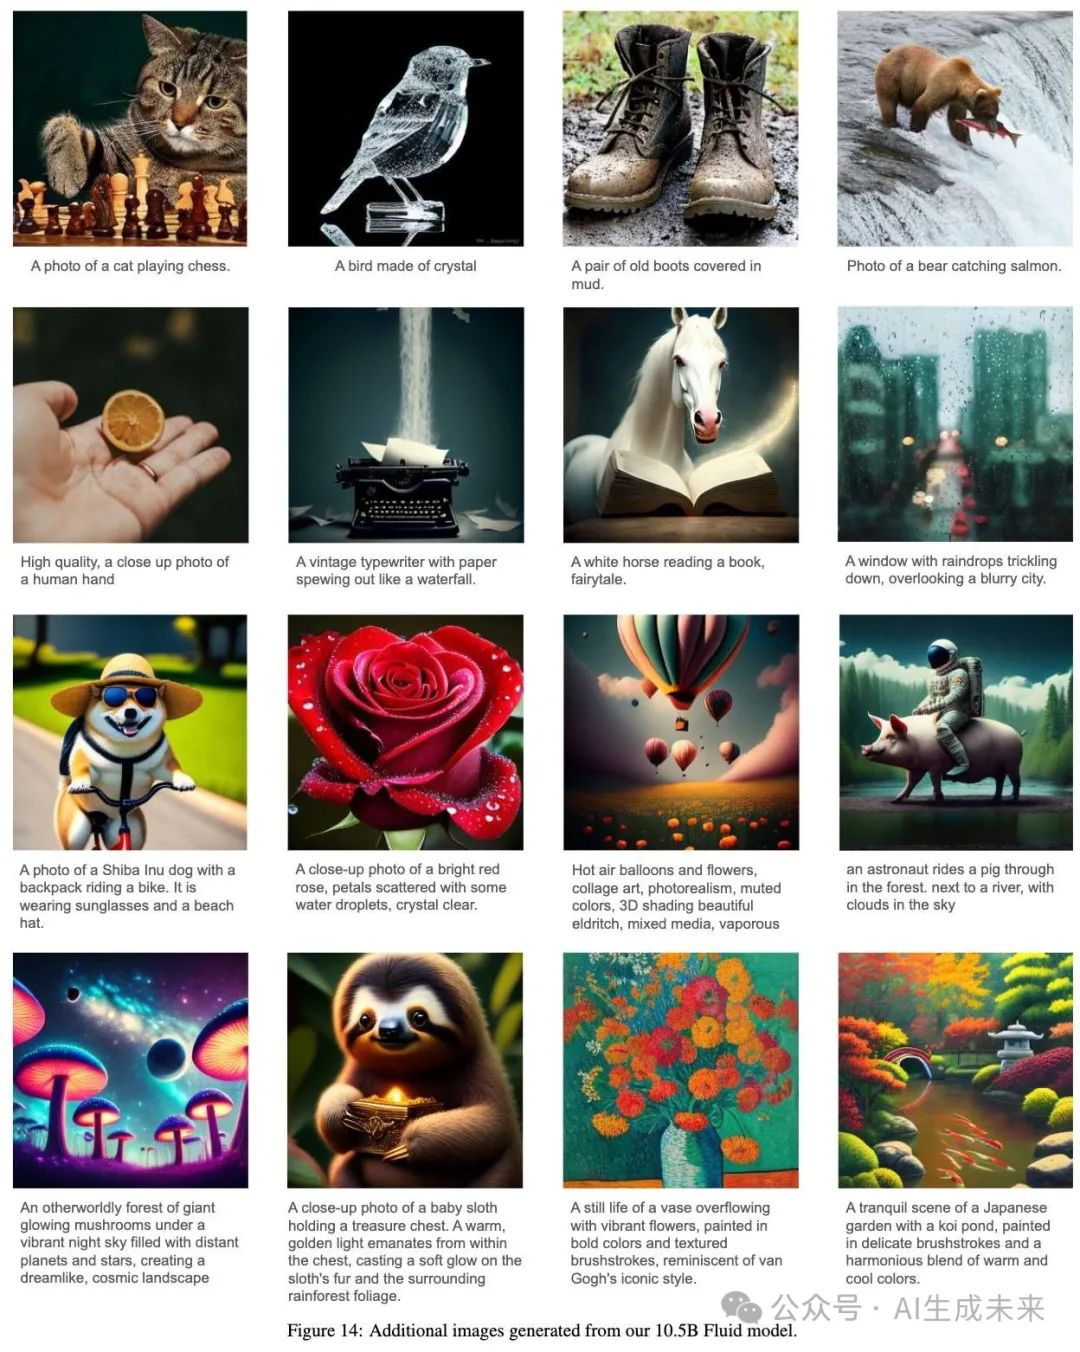 A photo of a cat playing chess.
A bird made of crystal
A pair of old boots covered in
mud.
Photo of a bear catching salmon.
High quality, a close up photo of
a human hand
A vintage typewriter with paper
spewing out like a waterfall.
A white horse reading a book,
fairytale.
A window with raindrops trickling
down, overlooking a blurry city.
A photo of a Shiba Inu dog with a
backpack riding a bike. It is
wearing sunglasses and a beach
hat.
A close-up photo of a bright red
rose, petals scattered with some
water droplets, crystal clear.
Hot air balloons and flowers,
collage art, photorealism, muted
colors, 3D shading beautiful
eldritch, mixed media, vaporous
an astronaut rides a pig through
in the forest. next to a river, with
clouds in the sky
An otherworldly forest of giant
glowing mushrooms under a
vibrant night sky filled with distant
planets and stars, creating a
dreamlike, cosmic landscape
A close-up photo of a baby sloth
holding a treasure chest. A warm,
golden light emanates from within
the chest, casting a soft glow on the
sloth's fur and the surrounding
rainforest foliage.
A still life of a vase overflowing
with vibrant flowers, painted in
bold colors and textured
brushstrokes, reminiscent of van
Gogh's iconic style.
A tranquil scene of a Japanese
garden with a koi pond, painted
in delicate brushstrokes and a
harmonious blend of warm and
cool colors.
公众号 · AI生成未来
Figure 14: Additional images generated from our 10.5B Fluid model.